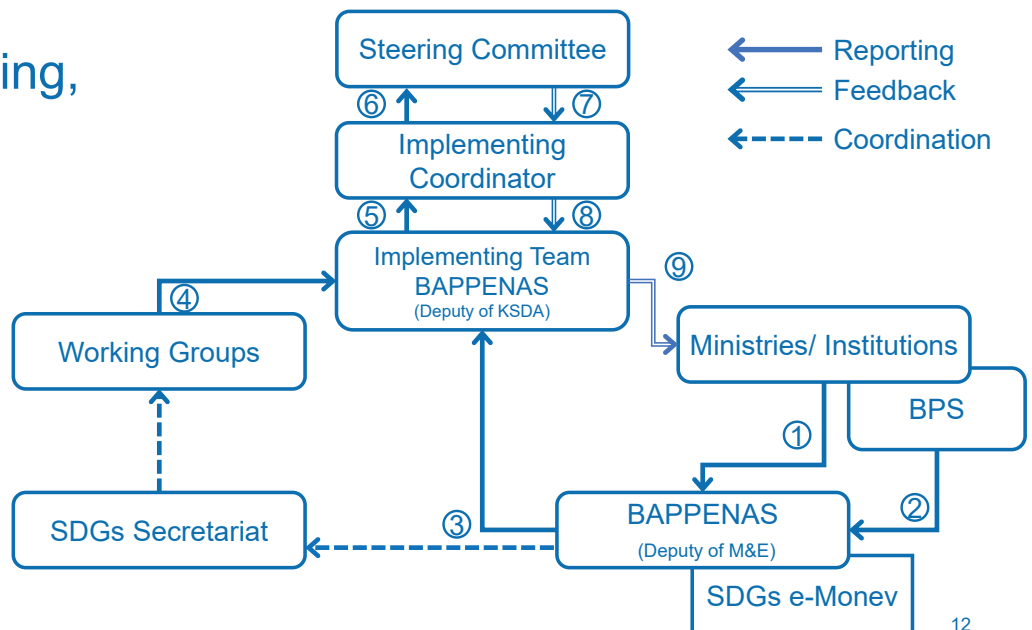 ing,
Steering Committee
Reporting
Feedback
Coordination
⑥
⑦
Implementing
Coordinator
⑤
⑧
Implementing Team
BAPPENAS
(Deputy of KSDA)
⑨
④
Working Groups
Ministries/ Institutions
BPS
①
②
SDGs Secretariat
③
BAPPENAS
(Deputy of M&E)
SDGs e-Monev
12